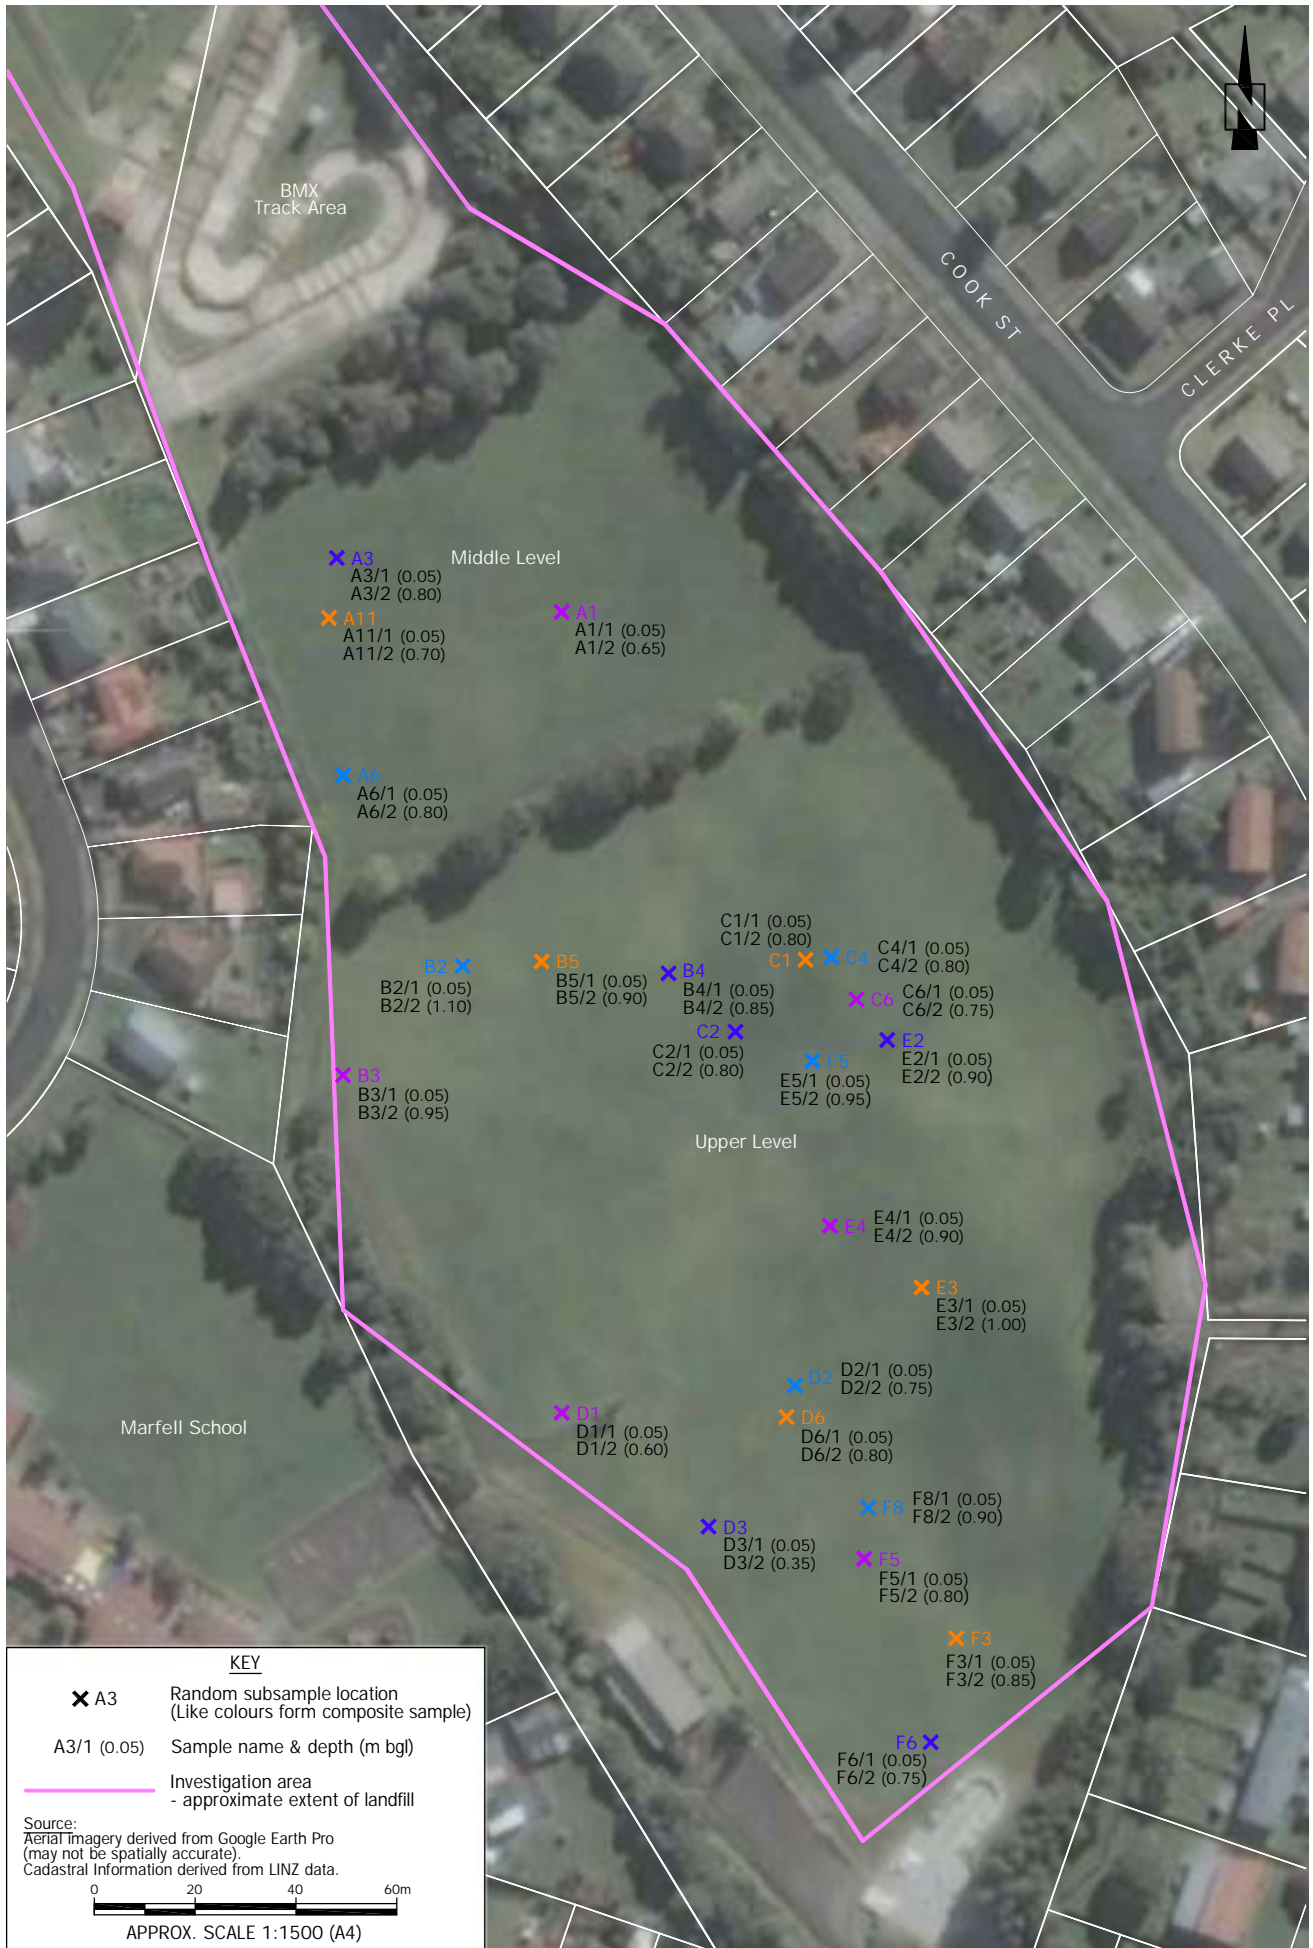 BMX
Track Area
N
COOK ST
CLERKE PL
A3
A3/1 (0.05)
A3/2 (0.80)
Middle Level
A11
A11/1 (0.05)
A11/2 (0.70)
A1
A1/1 (0.05)
A1/2 (0.65)
A6
A6/1 (0.05)
A6/2 (0.80)
B2
B2/1 (0.05)
B2/2 (1.10)
B5
B5/1 (0.05)
B5/2 (0.90)
B4
B4/1 (0.05)
B4/2 (0.85)
C1/1 (0.05)
C1/2 (0.80)
C1
C4
C4/1 (0.05)
C4/2 (0.80)
C6
C6/1 (0.05)
C6/2 (0.75)
C2
C2/1 (0.05)
C2/2 (0.80)
E2
E2/1 (0.05)
E2/2 (0.90)
E5
E5/1 (0.05)
E5/2 (0.95)
B3
B3/1 (0.05)
B3/2 (0.95)
Upper Level
E4
E4/1 (0.05)
E4/2 (0.90)
E3
E3/1 (0.05)
E3/2 (1.00)
D2
D2/1 (0.05)
D2/2 (0.75)
D1
D1/1 (0.05)
D1/2 (0.60)
D6
D6/1 (0.05)
D6/2 (0.80)
Marfell School
F8
F8/1 (0.05)
F8/2 (0.90)
D3
D3/1 (0.05)
D3/2 (0.35)
F5
F5/1 (0.05)
F5/2 (0.80)
F3
F3/1 (0.05)
F3/2 (0.85)
F6
F6/1 (0.05)
F6/2 (0.75)
KEY
A3 Random subsample location
(Like colours form composite sample)
A3/1 (0.05) Sample name & depth (m bgl)
Investigation area
- approximate extent of landfill
Source:
Aerial imagery derived from Google Earth Pro
(may not be spatially accurate).
Cadastral Information derived from LINZ data.
0 20 40 60m
APPROX. SCALE 1:1500 (A4)